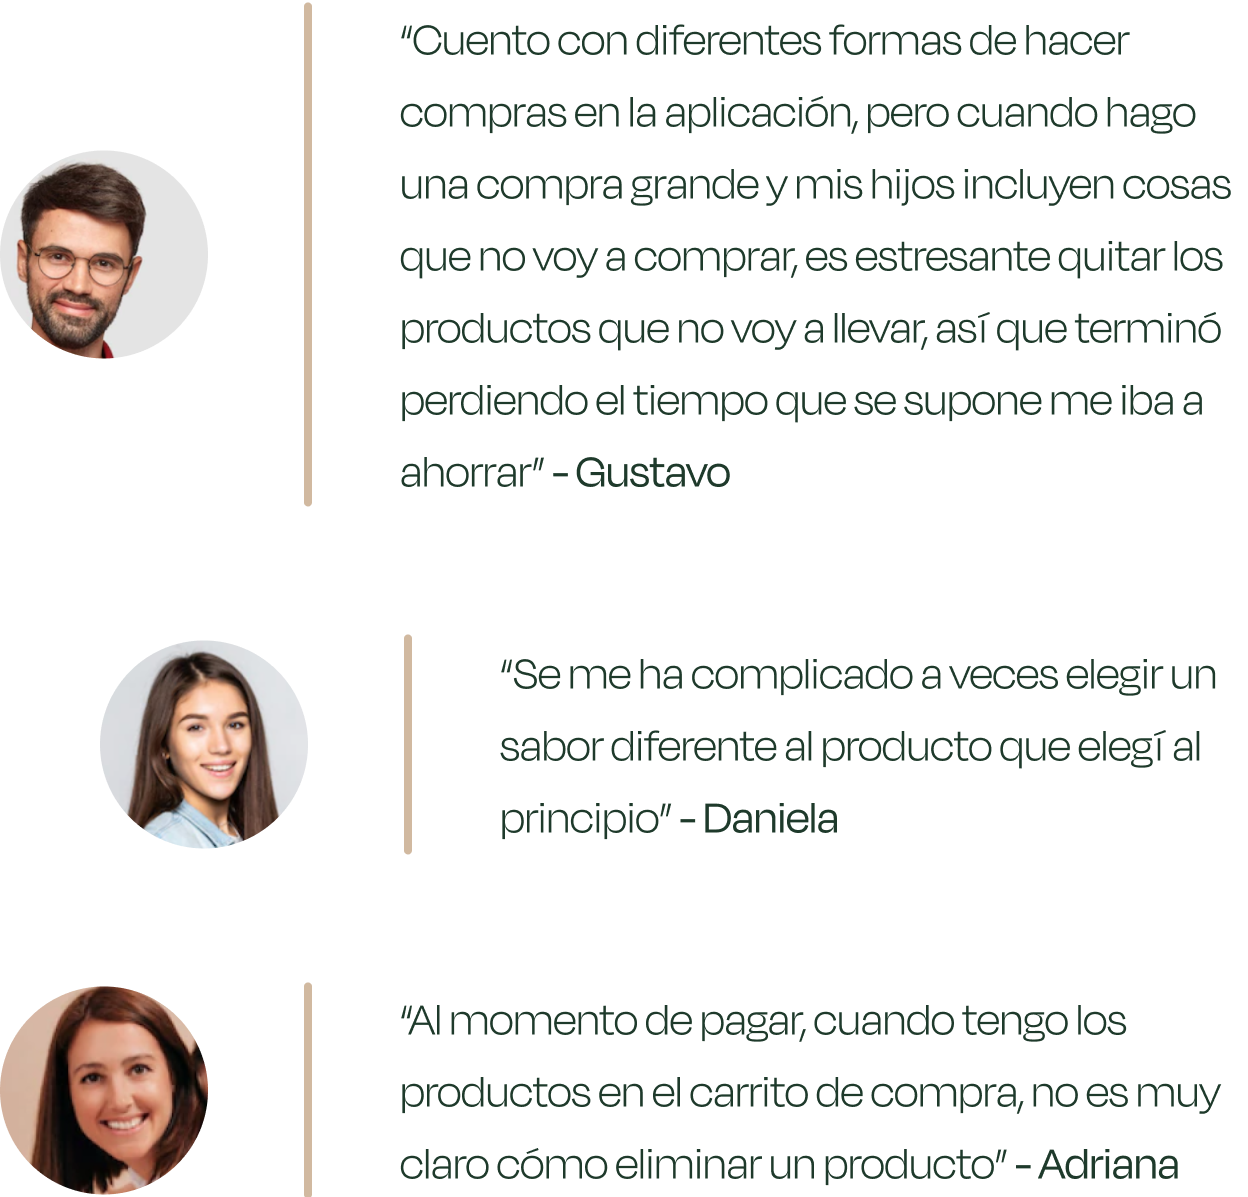 “Cuento con diferentes formas de hacer
compras en la aplicación, pero cuando hago
una compra grande y mis hijos incluyen cosas
que no voy a comprar, es estresante quitar los
productos que no voy a llevar, así que terminó
perdiendo el tiempo que se supone me iba a
ahorrar” - Gustavo
“Se me ha complicado a veces elegir un
sabor diferente al producto que elegí al
principio” - Daniela
“Al momento de pagar, cuando tengo los
productos en el carrito de compra, no es muy
claro cómo eliminar un producto” - Adriana